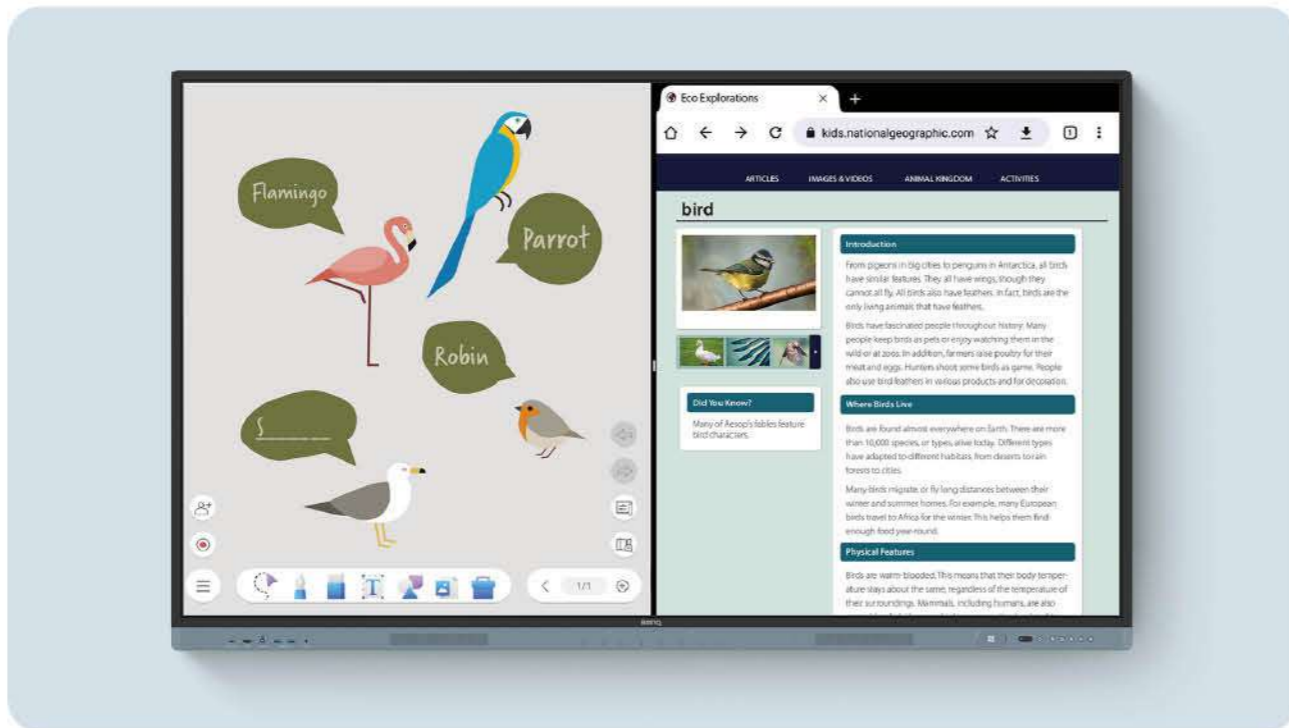 Flamingo
Parrot
Robin
S______
1/1
Eco Explorations
kids.nationalgeographic.com
1
ARTICLES IMAGES & VIDEOS ANIMAL KINGDOM ACTIVITIES
bird
Did You Know?
Many of Aesop's fables feature
bird characters.
Introduction
From pigeons in big cities to penguins in Antarctica, all birds
have similar features. They all have wings, though they
cannot all fly. All birds also have feathers. In fact, birds are the
only living animals that have feathers.
Birds have fascinated people throughout history. Many
people keep birds as pets or enjoy watching them in the
wild or at zoos. In addition, farmers raise poultry for their
meat and eggs. Hunters shoot some birds as game. People
also use bird feathers in various products and for decoration.
Where Birds Live
Birds are found almost everywhere on Earth. There are more
than 10,000 species, or types, alive today. Different types
have adapted to different habitats, from deserts to rain
forests to cities.
Many birds migrate, or fly long distances between their
winter and summer homes. For example, many European
birds travel to Africa for the winter. This helps them find
enough food year-round.
Physical Features
Birds are warm-blooded. This means that their body temper-
ature stays about the same, regardless of the temperature of
their surroundings. Mammals, including humans, are also
BenQ